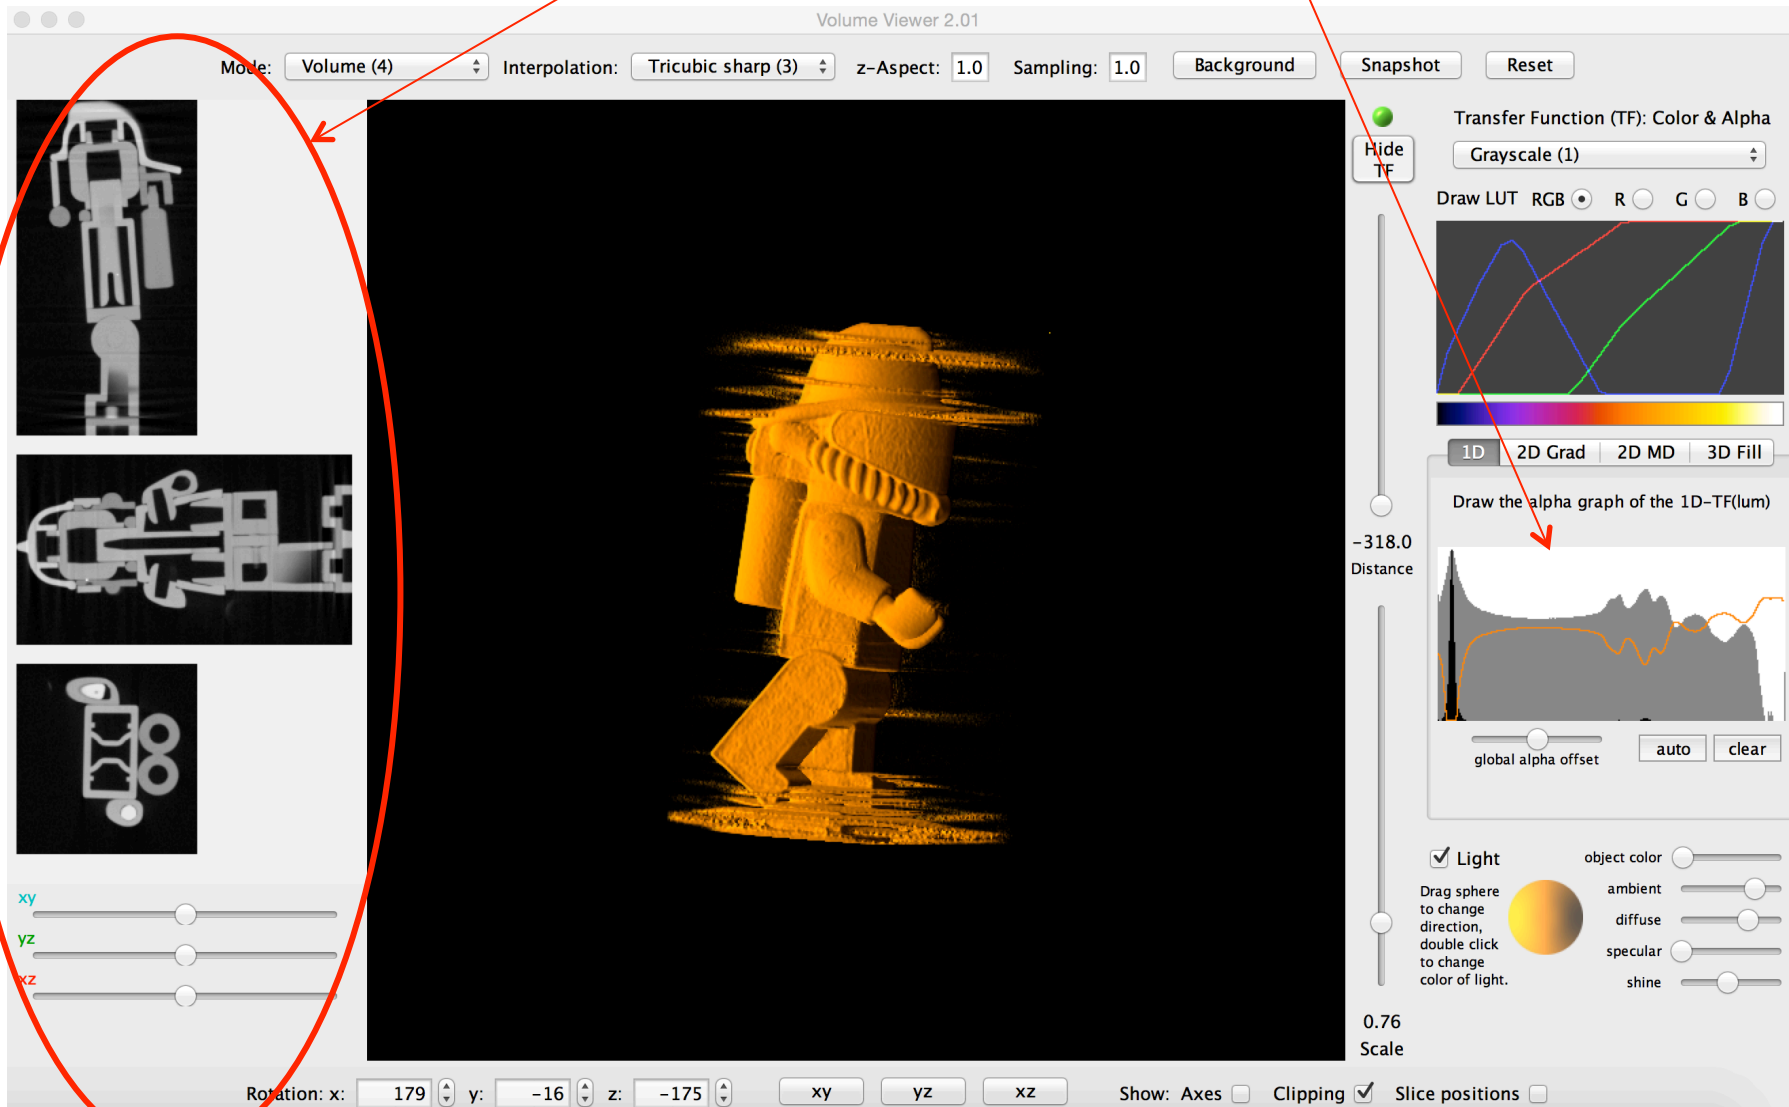 Volume Viewer 2.01
Mode: Volume (4) Interpolation: Tricubic sharp (3) z-Aspect: 1.0 Sampling: 1.0 Background Snapshot Reset
Hide
TF
-318.0
Distance
0.76
Scale
Transfer Function (TF): Color & Alpha
Grayscale (1)
Draw LUT RGB R G B
1D 2D Grad 2D MD 3D Fill
Draw the alpha graph of the 1D-TF(lum)
global alpha offset
auto clear
Light
Drag sphere
to change
direction,
double click
to change
color of light.
object color
ambient
diffuse
specular
shine
xy
yz
xz
Rotation: x: 179 y: -16 z: -175 xy yz xz Show: Axes Clipping Slice positions